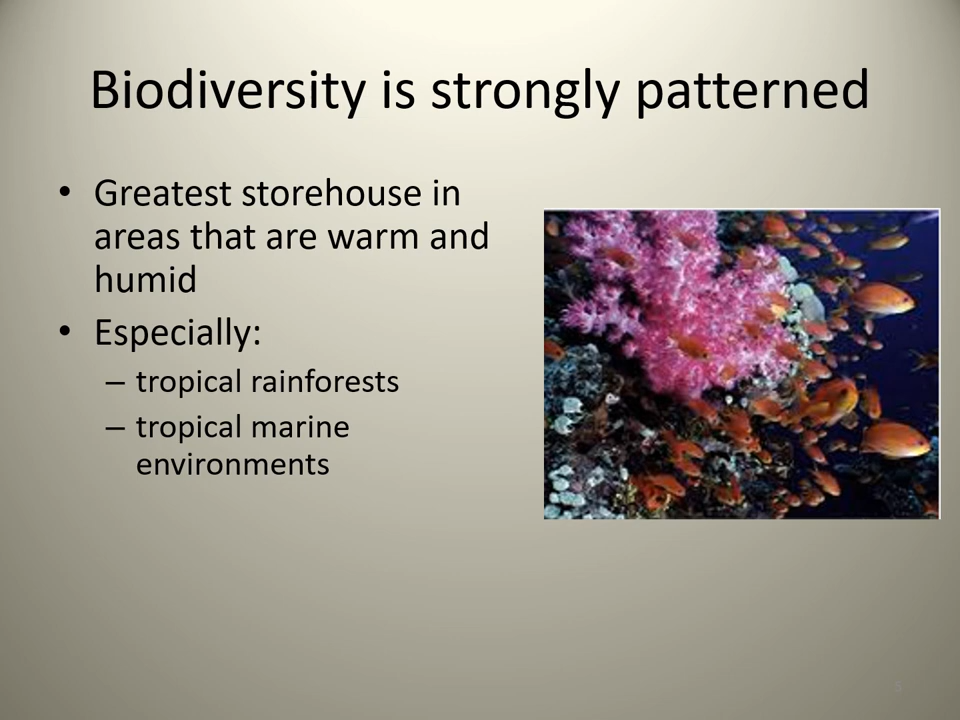 Biodiversity is strongly patterned
• Greatest storehouse in
areas that are warm and
humid
• Especially:
– tropical rainforests
– tropical marine
environments
5